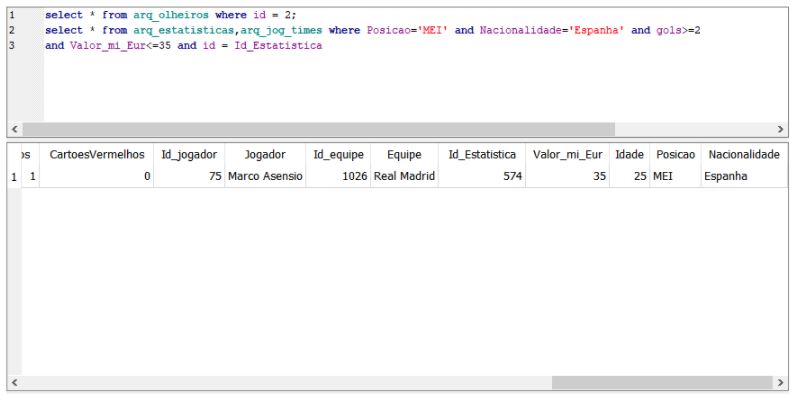 1 select * from arq_olheiros where id = 2;
2 select * from arq_estatisticas,arq_jog_times where Posicao='MEI' and Nacionalidade='Espanha' and gols>=2
3 and Valor_mi_Eur<=35 and id = Id_Estatistica
os CartoesVermelhos Id_jogador Jogador Id_equipe Equipe Id_Estatistica Valor_mi_Eur Idade Posicao Nacionalidade
1 1 0 75 Marco Asensio 1026 Real Madrid 574 35 25 MEI Espanha